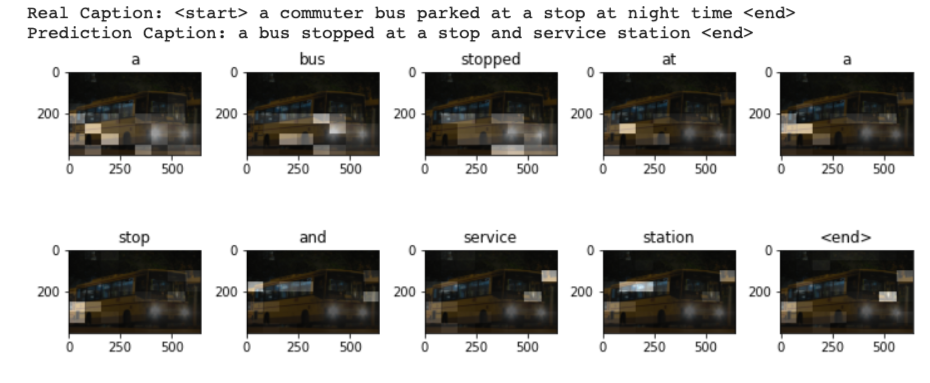 Real Caption: <start> a commuter bus parked at a stop at night time <end>
Prediction Caption: a bus stopped at a stop and service station <end>
a bus stopped at a
0 0 0 0 0
200 200 200 200 200
0 250 500 0 250 500 0 250 500 0 250 500 0 250 500
stop and service station <end>
0 0 0 0 0
200 200 200 200 200
0 250 500 0 250 500 0 250 500 0 250 500 0 250 500